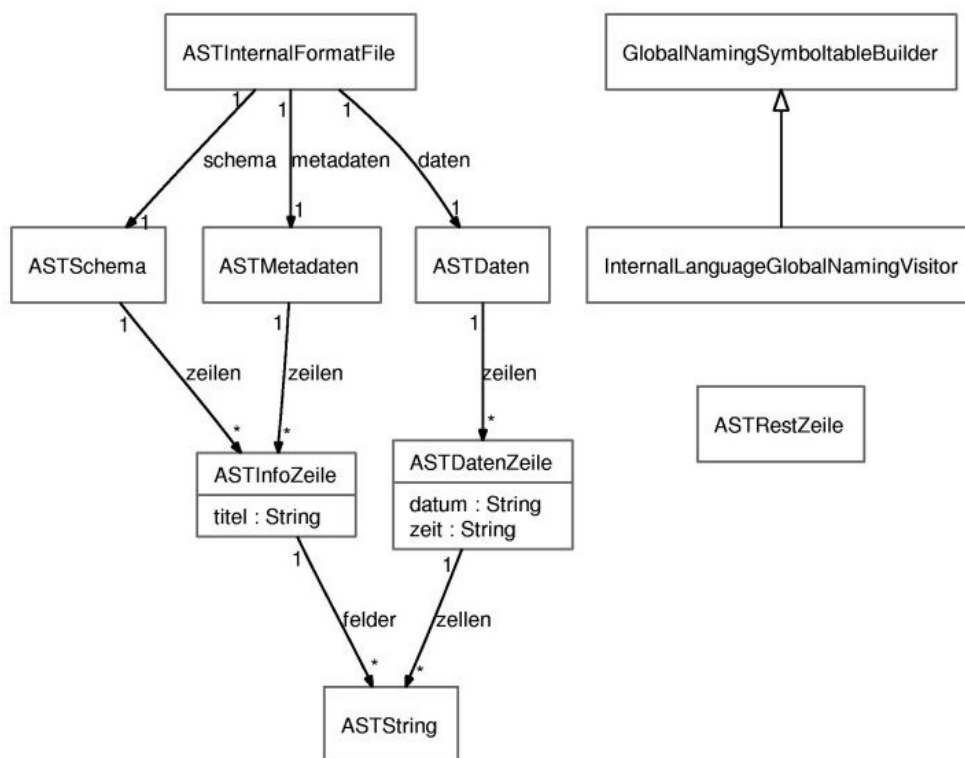 ASTInternalFormatFile
GlobalNamingSymboltableBuilder
1
1
1
schema
metadaten
daten
1
1
1
ASTSchema
ASTMetadaten
ASTDaten
InternalLanguageGlobalNamingVisitor
1
1
1
zeilen
zeilen
zeilen
*
*
*
ASTRestZeile
ASTInfoZeile
titel : String
ASTDatenZeile
datum : String
zeit : String
1
1
felder
zellen
*
*
ASTString